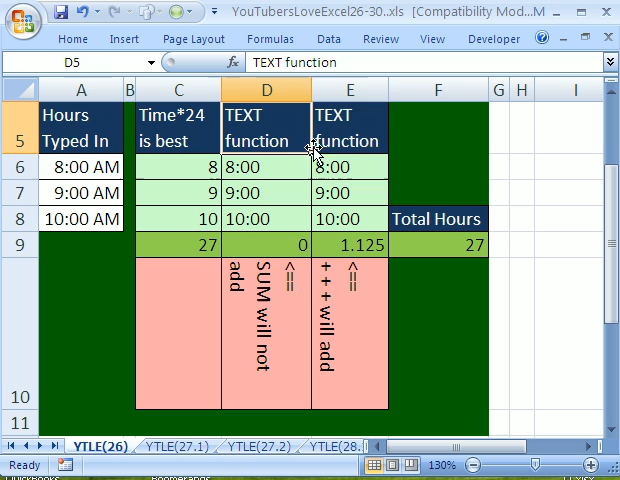 YouTubersLoveExcel26-30..xls [Compatibility Mod...M
Home Insert Page Layout Formulas Data Review View Developer
D5 fx TEXT function
A B C D E F G H I
5 Hours Typed In Time*24 is best TEXT function TEXT function
6 8:00 AM 8 8:00 8:00
7 9:00 AM 9 9:00 9:00
8 10:00 AM 10 10:00 10:00 Total Hours
9 27 0 1.125 27
10 <== SUM will not add <== + + + will add
11
YTLE(26) YTLE(27.1) YTLE(27.2) YTLE(28.
Ready 130%